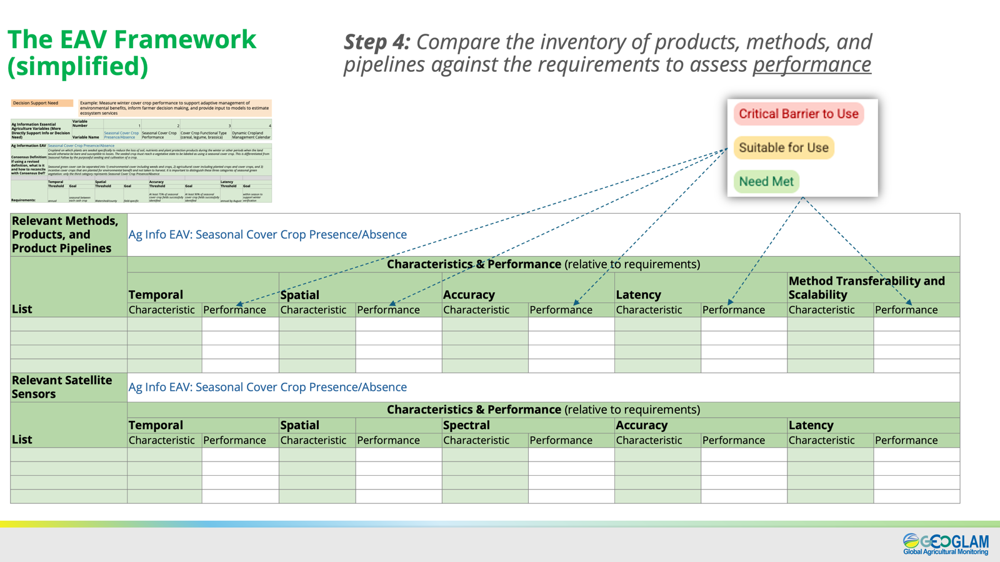 The EAV Framework
(simplified)
Step 4: Compare the inventory of products, methods, and
pipelines against the requirements to assess performance
Decision Support Need
Example: Measure winter cover crop performance to support adaptive management of
environmental benefits, inform farmer decision making, and provide input to models to estimate
ecosystem services
Ag Information Essential
Agriculture Variables (More
Directly Support Info or Decision
Need)
Variable
Number
1
2
3
4
Variable Name
Seasonal Cover Crop
Presence/Absence
Seasonal Cover Crop
Performance
Cover Crop Functional Type
(cereal, legume, brassica)
Dynamic Cropland
Management Calendar
Ag Information EAV
Seasonal Cover Crop Presence/Absence
Consensus Definition:
Cropland on which plants are seeded specifically to reduce the loss of soil, nutrients and plant protection products during the winter or other periods when the land
would otherwise be bare and susceptible to losses. The seeded crop must reach a vegetative state to be labeled as using a seasonal cover crop. This is differentiated from
Seasonal Fallow by the purposeful seeding and cultivation of a crop.
If using a revised
definition, what is it
and how to reconcile
with Consensus Def?
Seasonal green cover can be separated into 1) environmental cover including weeds and crops, 2) agricultural cover including planted crops and cover crops, and 3)
incentive cover crops that are planted for environmental benefit and not taken to harvest. It is important to distinguish these three categories of seasonal green
vegetation: only the third category represents Seasonal Cover Crop Presence/Absence
Temporal
Spatial
Accuracy
Latency
Threshold
Goal
Threshold
Goal
Threshold
Goal
Threshold
Goal
Requirements:
annual
seasonal between
each cash crop
Watershed/county
field-specific
At least 75% of seasonal
cover crop fields successfully
identified
At least 90% of seasonal
cover crop fields successfully
identified
annual by August
within season to
support winter
verification
Critical Barrier to Use
Suitable for Use
Need Met
Relevant Methods,
Products, and
Product Pipelines
Ag Info EAV: Seasonal Cover Crop Presence/Absence
Characteristics & Performance (relative to requirements)
List
Temporal
Spatial
Accuracy
Latency
Method Transferability and
Scalability
Characteristic Performance Characteristic Performance Characteristic Performance Characteristic Performance Characteristic Performance
Relevant Satellite
Sensors
Ag Info EAV: Seasonal Cover Crop Presence/Absence
Characteristics & Performance (relative to requirements)
List
Temporal
Spatial
Spectral
Accuracy
Latency
Characteristic Performance Characteristic Performance Characteristic Performance Characteristic Performance Characteristic Performance
GEOGLAM
Global Agricultural Monitoring